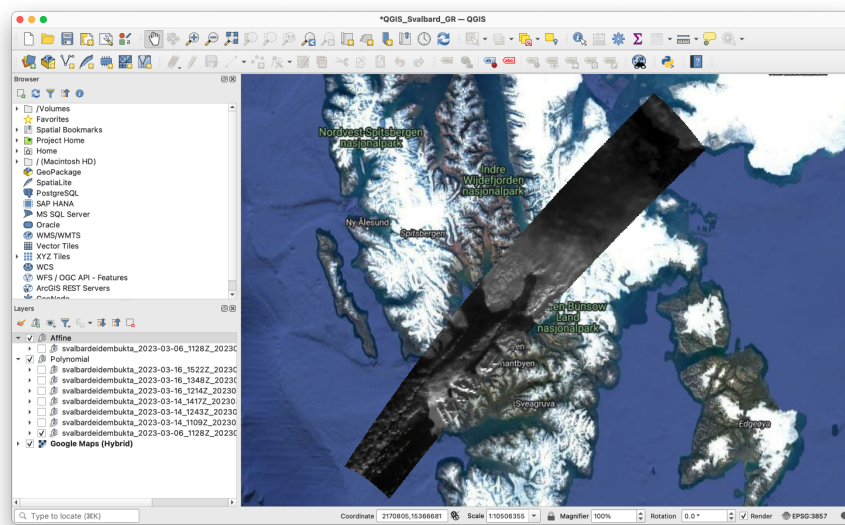 *QGIS_Svalbard_GR — QGIS
Browser
/Volumes
Favorites
Spatial Bookmarks
Project Home
Home
/ (Macintosh HD)
GeoPackage
SpatiaLite
PostgreSQL
SAP HANA
MS SQL Server
Oracle
WMS/WMTS
Vector Tiles
XYZ Tiles
WCS
WFS / OGC API - Features
ArcGIS REST Servers
GeoNode
Layers
Affine
svalbardeidembukta_2023-03-06_1128Z_20230
Polynomial
svalbardeidembukta_2023-03-16_1522Z_20230
svalbardeidembukta_2023-03-16_1348Z_20230
svalbardeidembukta_2023-03-16_1214Z_20230
svalbardeidembukta_2023-03-14_1417Z_20230
svalbardeidembukta_2023-03-14_1243Z_20230
svalbardeidembukta_2023-03-14_1109Z_20230
svalbardeidembukta_2023-03-06_1128Z_20230
Google Maps (Hybrid)
Nordvest-Spitsbergen
nasjonalpark
Indre
Wijdefjorden
nasjonalpark
Ny-Ålesund
Spitsbergen
en-Bünsow
Land
nasjonalpark
en
mantbyen
Sveagruva
Edgeøya
Type to locate (⌘K)
Coordinate 2170805,15366681
Scale 1:10506355
Magnifier 100%
Rotation 0.0 °
Render
EPSG:3857